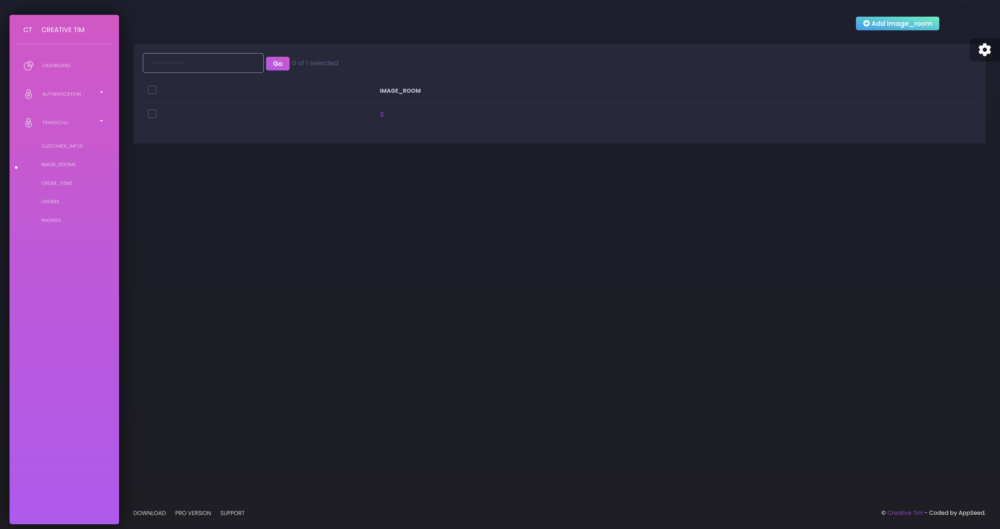 CT CREATIVE TIM
DASHBOARD
AUTHENTICATION ..
TRANGCHU
CUSTOMER_INFOS
IMAGE_ROOMS
ORDER_ITEMS
ORDERS
PHONGS
Add image_room
--------- Go 0 of 1 selected
IMAGE_ROOM
3
DOWNLOAD PRO VERSION SUPPORT
© Creative Tim - Coded by AppSeed.